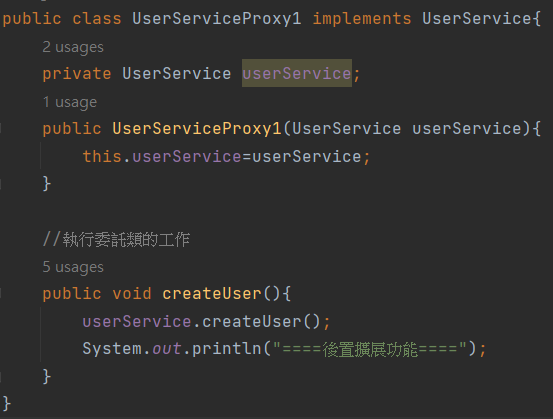 public class UserServiceProxy1 implements UserService{
2 usages
private UserService userService;
1 usage
public UserServiceProxy1(UserService userService){
this.userService=userService;
}
//執行委託類的工作
5 usages
public void createUser(){
userService.createUser();
System.out.println("====後置擴展功能====");
}
}